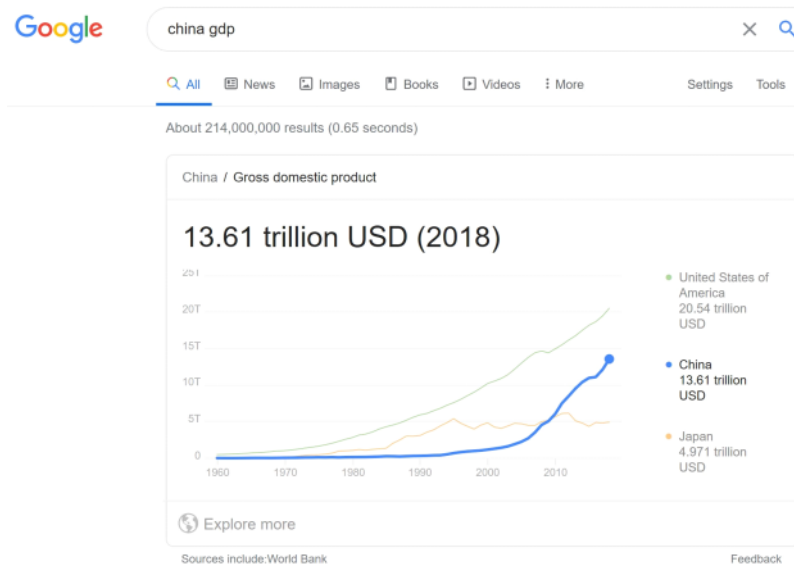 Google
china gdp
All News Images Books Videos More Settings Tools
About 214,000,000 results (0.65 seconds)
China / Gross domestic product
13.61 trillion USD (2018)
25T
20T
15T
10T
5T
0
1960 1970 1980 1990 2000 2010
United States of
America
20.54 trillion
USD
China
13.61 trillion
USD
Japan
4.971 trillion
USD
Explore more
Sources include:World Bank
Feedback